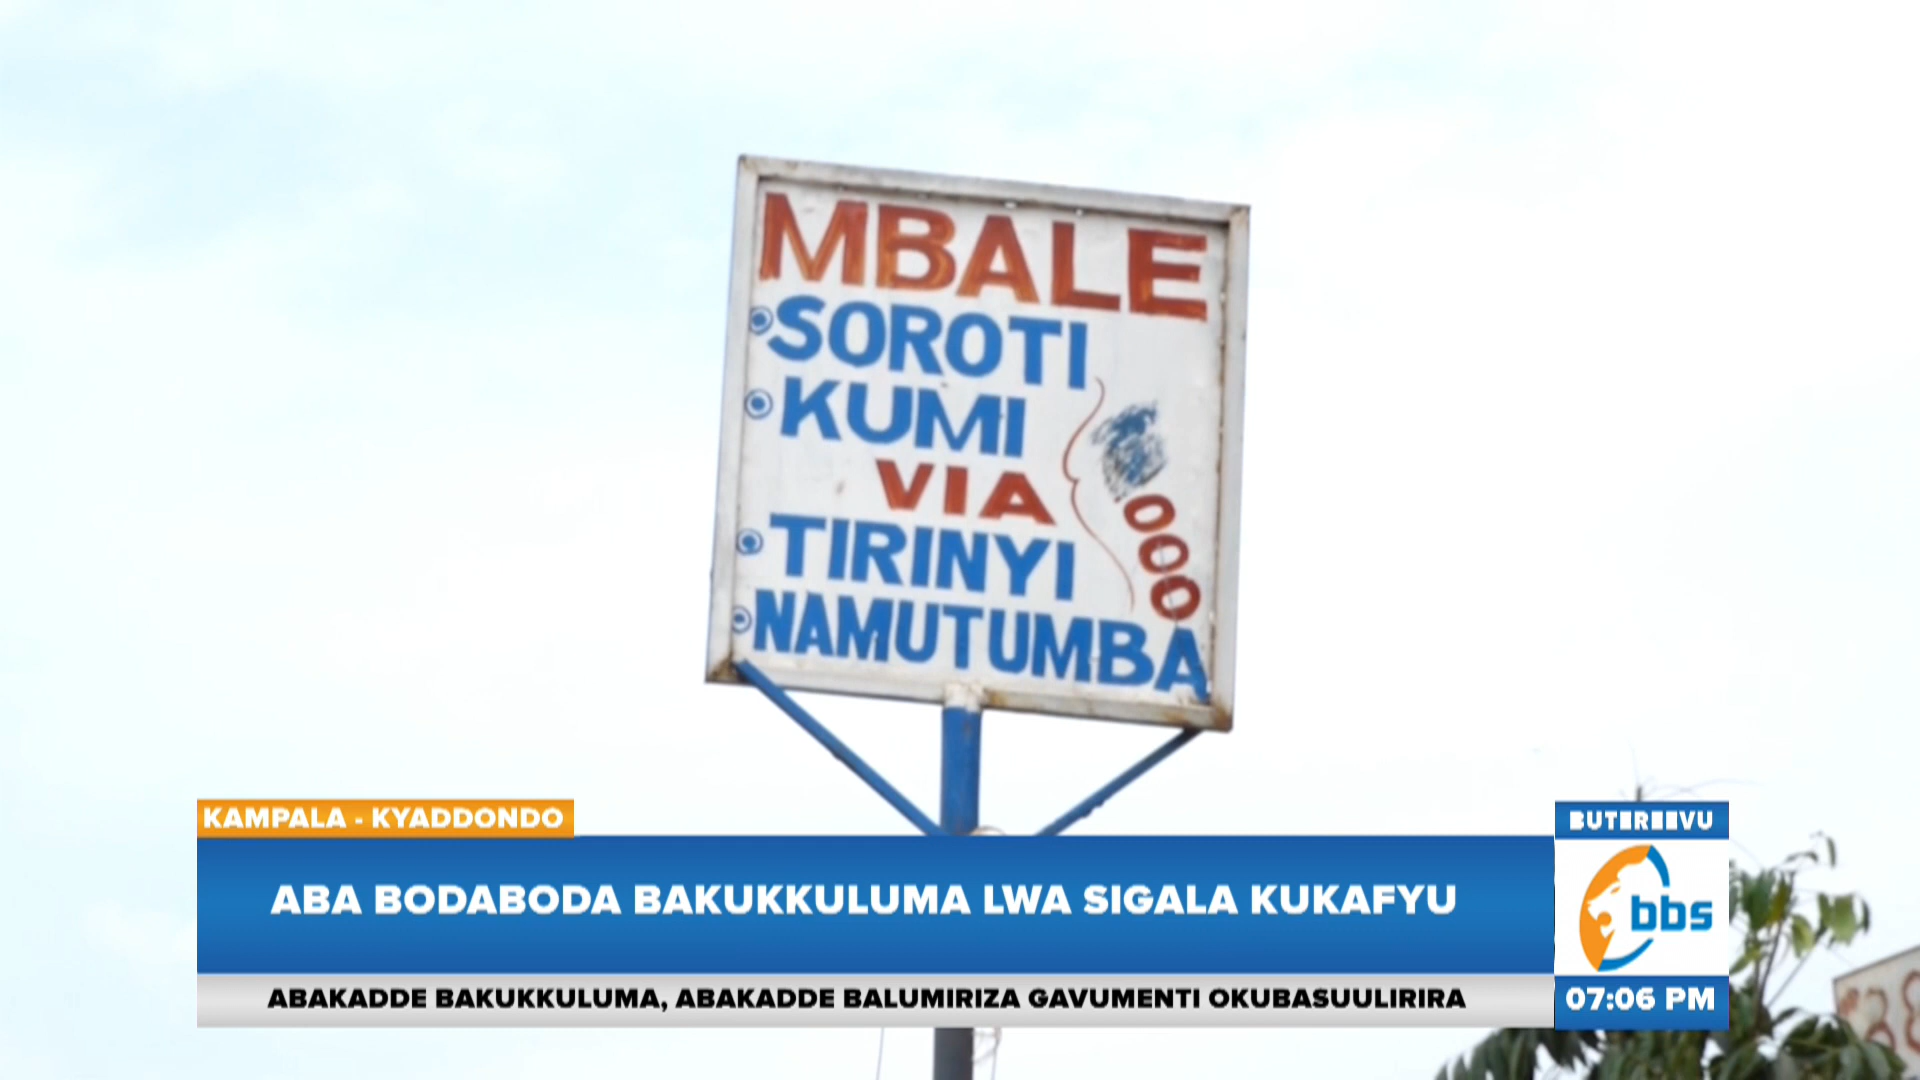 MBALE
SOROTI
KUMI
VIA
TIRINYI
000
NAMUTUMBA
KAMPALA - KYADDONDO
ABA BODABODA BAKUKKULUMA LWA SIGALA KUKAFYU
ABAKADDE BAKUKKULUMA, ABAKADDE BALUMIRIZA GAVUMENTI OKUBASUULIRIRA
BUTEREEVU
bbs
07:06 PM